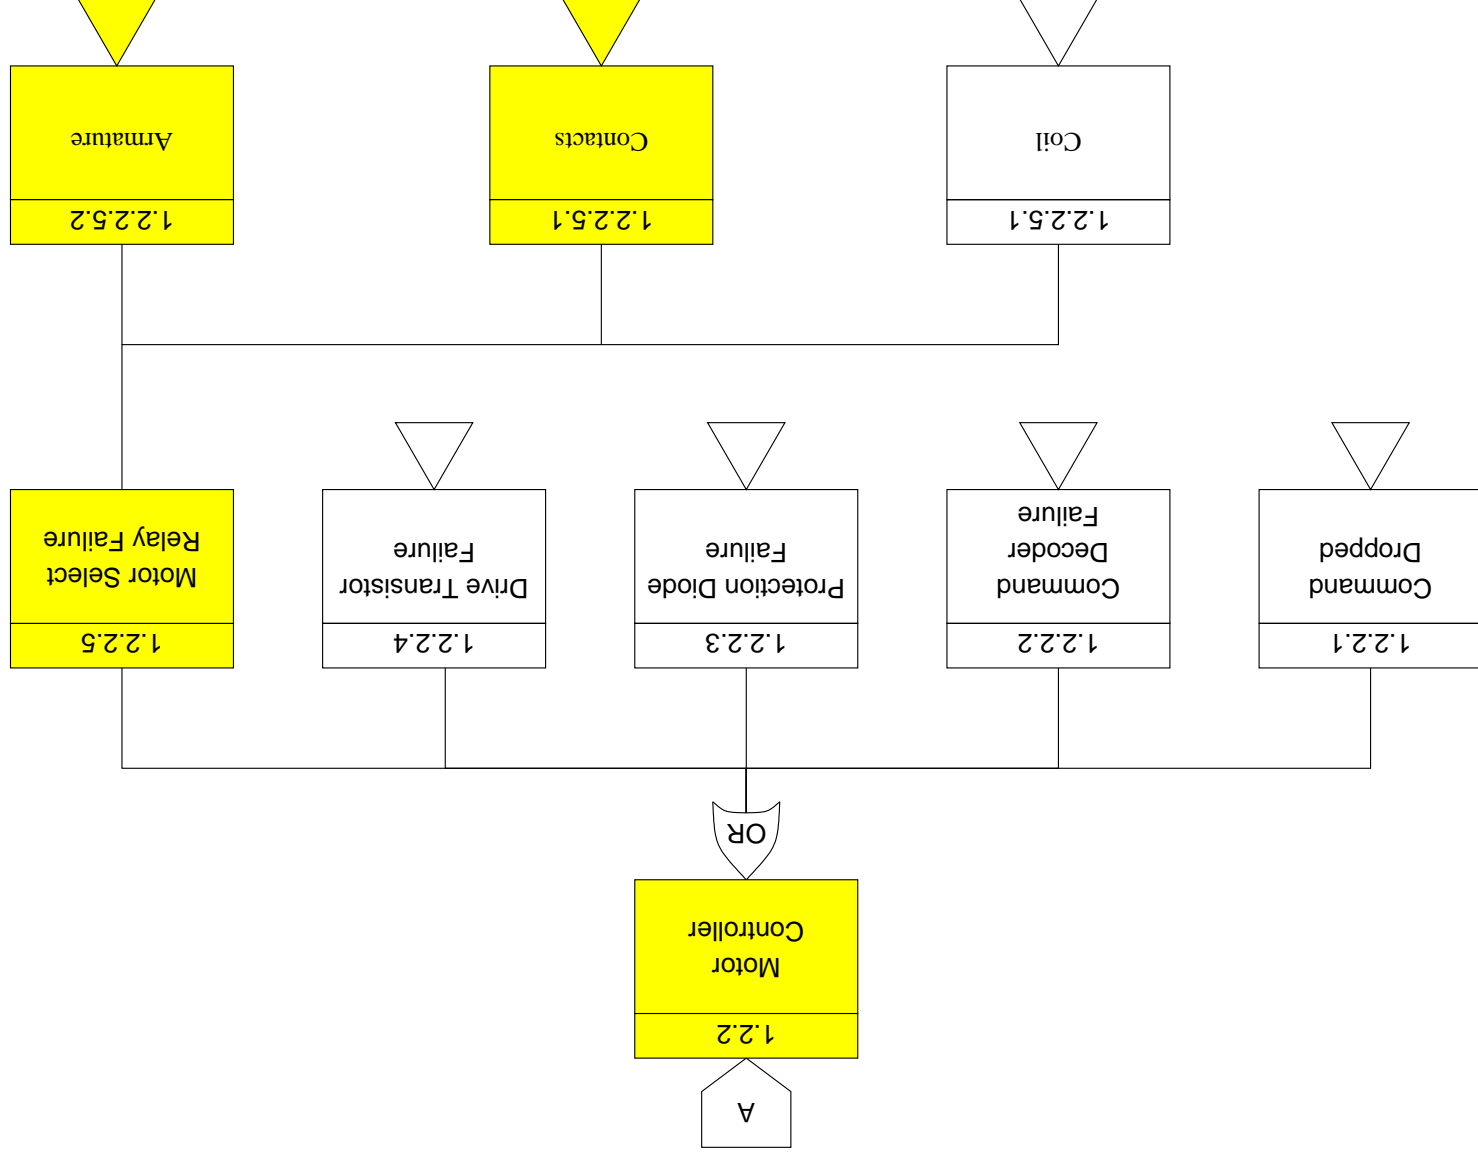 A
1.2.2
Motor
Controller
OR
1.2.2.1
Command
Dropped
1.2.2.2
Command
Decoder
Failure
1.2.2.3
Protection Diode
Failure
1.2.2.4
Drive Transistor
Failure
1.2.2.5
Motor Select
Relay Failure
1.2.2.5.1
Coil
1.2.2.5.1
Contacts
1.2.2.5.2
Armature